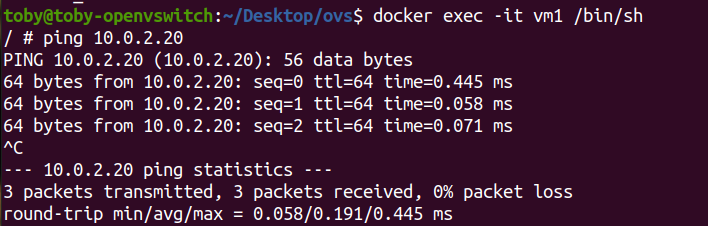 toby@toby-openvswitch:~/Desktop/ovs$ docker exec -it vm1 /bin/sh
/ # ping 10.0.2.20
PING 10.0.2.20 (10.0.2.20): 56 data bytes
64 bytes from 10.0.2.20: seq=0 ttl=64 time=0.445 ms
64 bytes from 10.0.2.20: seq=1 ttl=64 time=0.058 ms
64 bytes from 10.0.2.20: seq=2 ttl=64 time=0.071 ms
^C
--- 10.0.2.20 ping statistics ---
3 packets transmitted, 3 packets received, 0% packet loss
round-trip min/avg/max = 0.058/0.191/0.445 ms